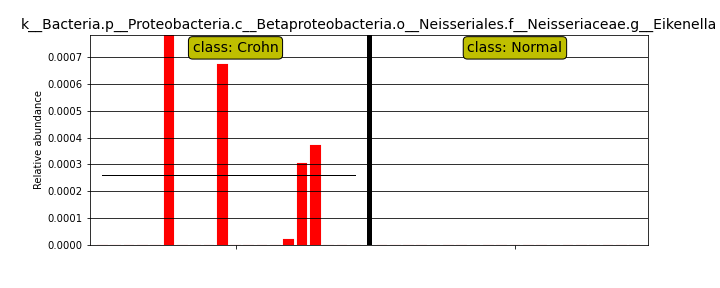 k__Bacteria.p__Proteobacteria.c__Betaproteobacteria.o__Neisseriales.f__Neisseriaceae.g__Eikenella
class: Crohn
class: Normal
Relative abundance
0.0007
0.0006
0.0005
0.0004
0.0003
0.0002
0.0001
0.0000